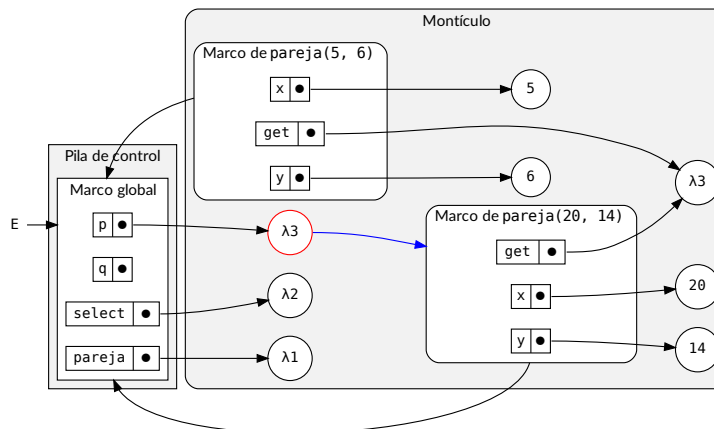 Montículo
Marco de pareja(5, 6)
x
5
get
y
6
λ3
Pila de control
Marco global
E
p
λ3
q
select
λ2
pareja
λ1
Marco de pareja(20, 14)
get
x
20
y
14